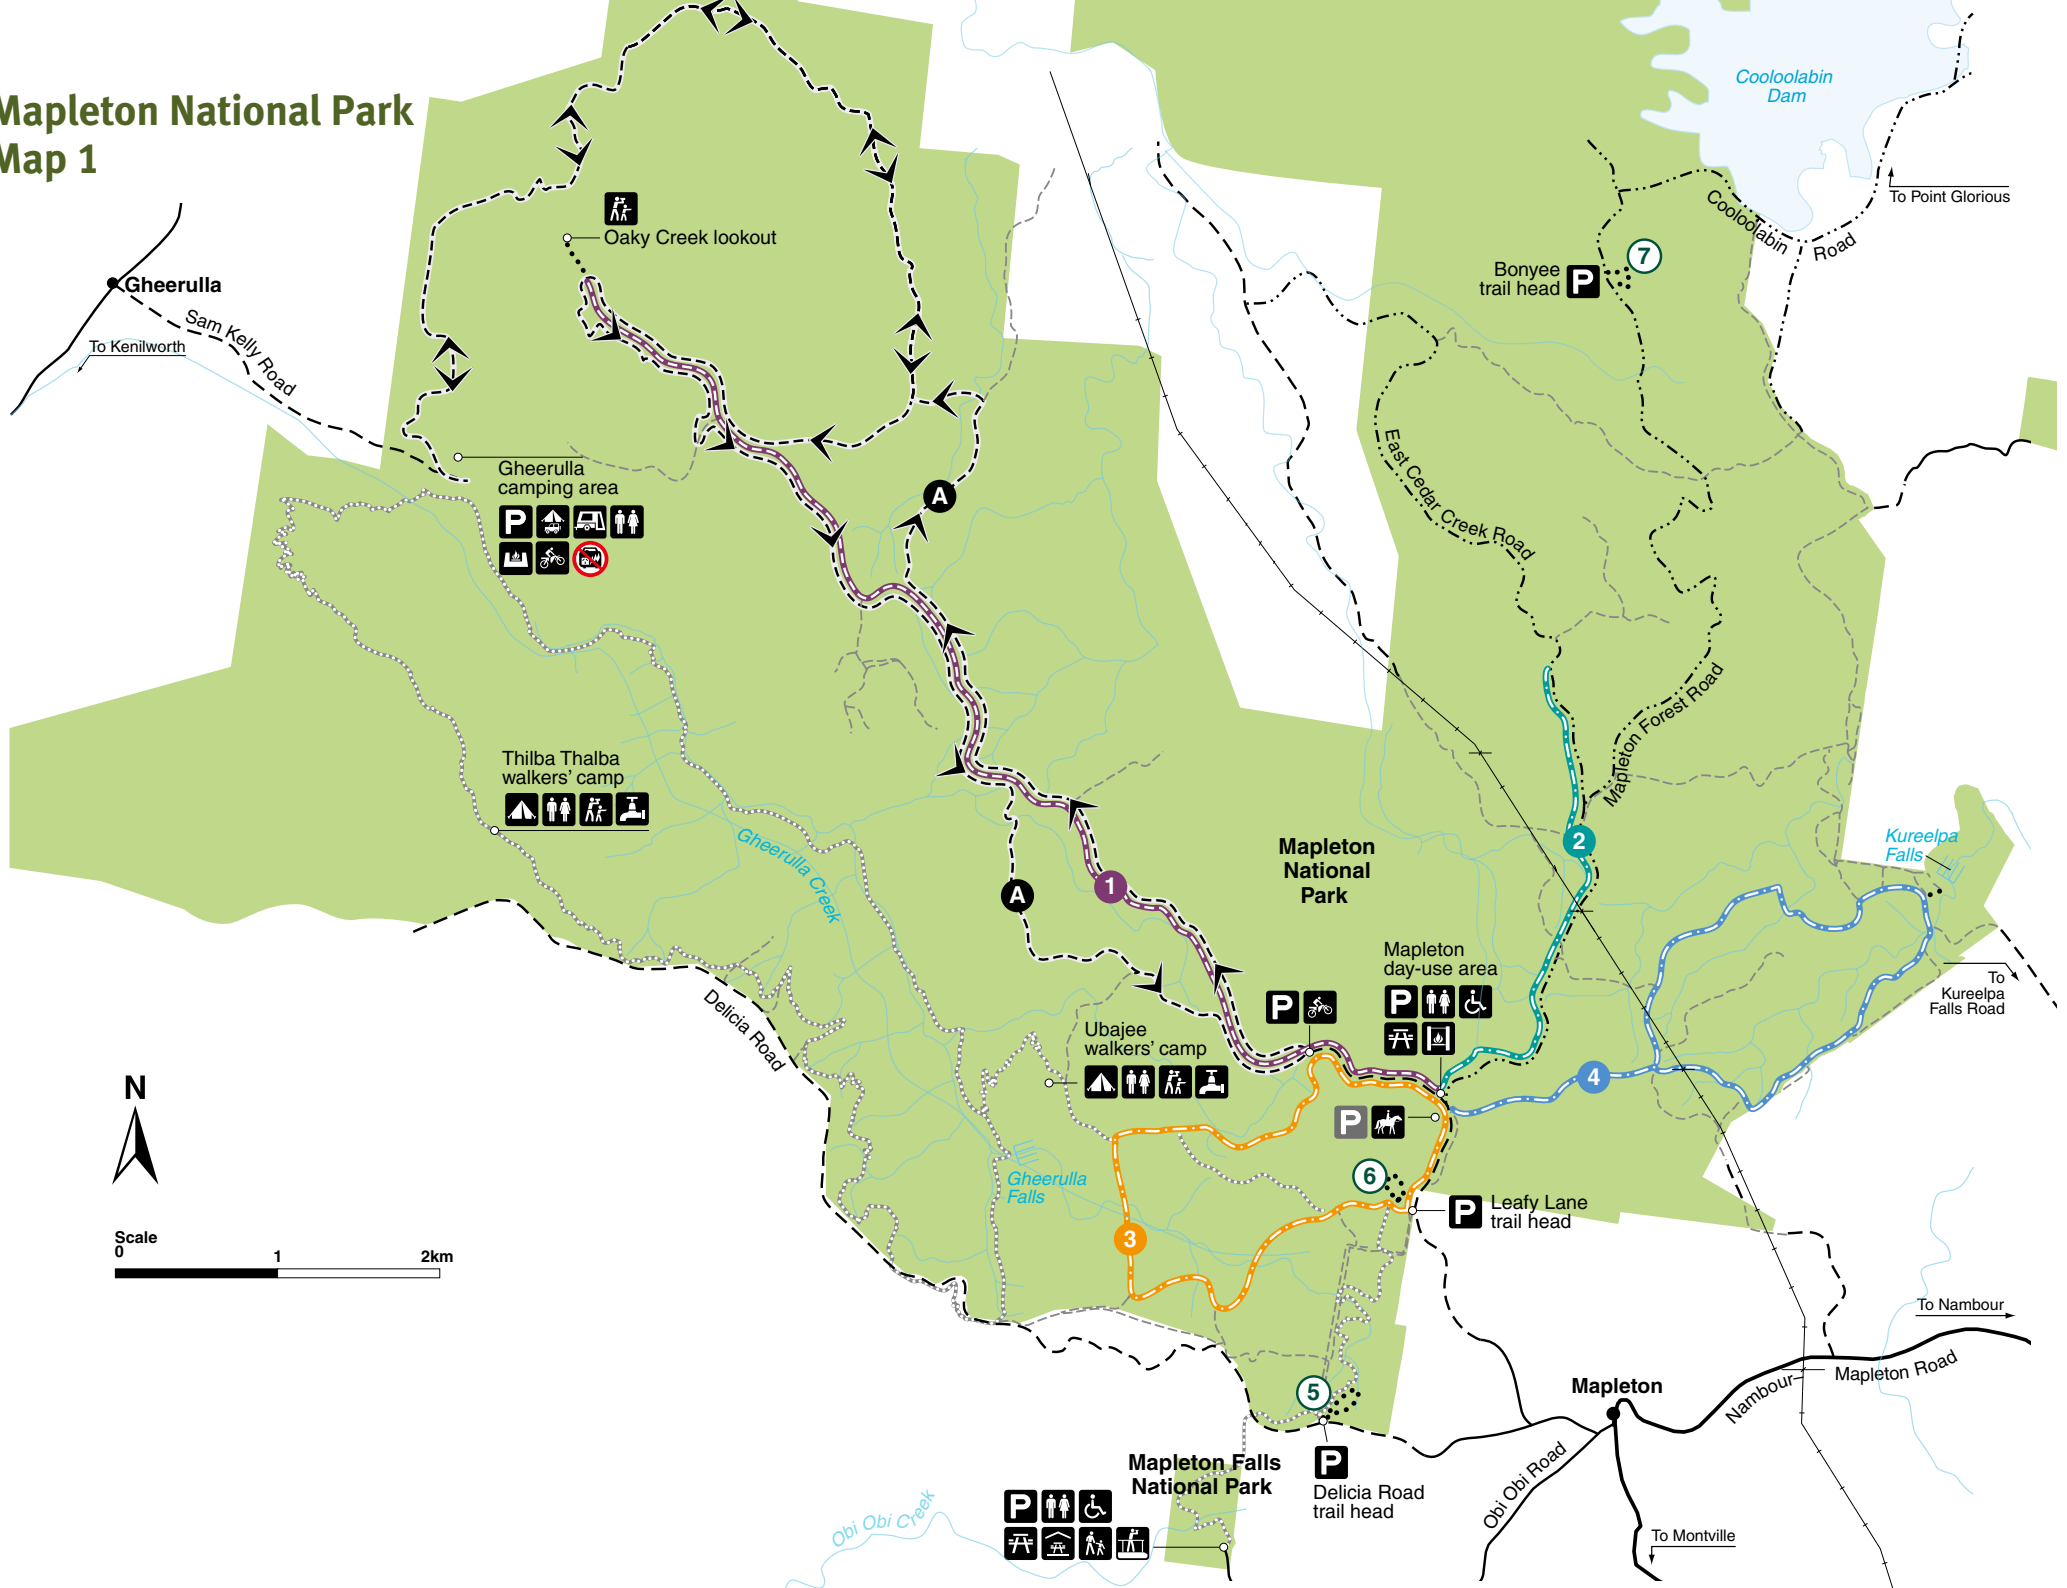 Mapleton National Park
Map 1
Cooloolabin
Dam
To Point Glorious
Cooloolabin
Road
Oaky Creek lookout
7
Bonyee
trail head
P
Gheerulla
Sam Kelly Road
To Kenilworth
Gheerulla
camping area
P
A
East Cedar Creek Road
Mapleton Forest Road
Thilba Thalba
walkers’ camp
Gheerulla Creek
Mapleton
National
Park
2
Kureelpa
Falls
1
A
Mapleton
day-use area
P
To
Kureelpa
Falls Road
Delicia Road
P
Ubajee
walkers’ camp
4
N
P
6
Gheerulla
Falls
P
Leafy Lane
trail head
3
Scale
0
1
2km
To Nambour
Nambour
Mapleton Road
Mapleton
5
P
Mapleton Falls
National Park
Delicia Road
trail head
P
Obi Obi Road
Obi Obi Creek
To Montville